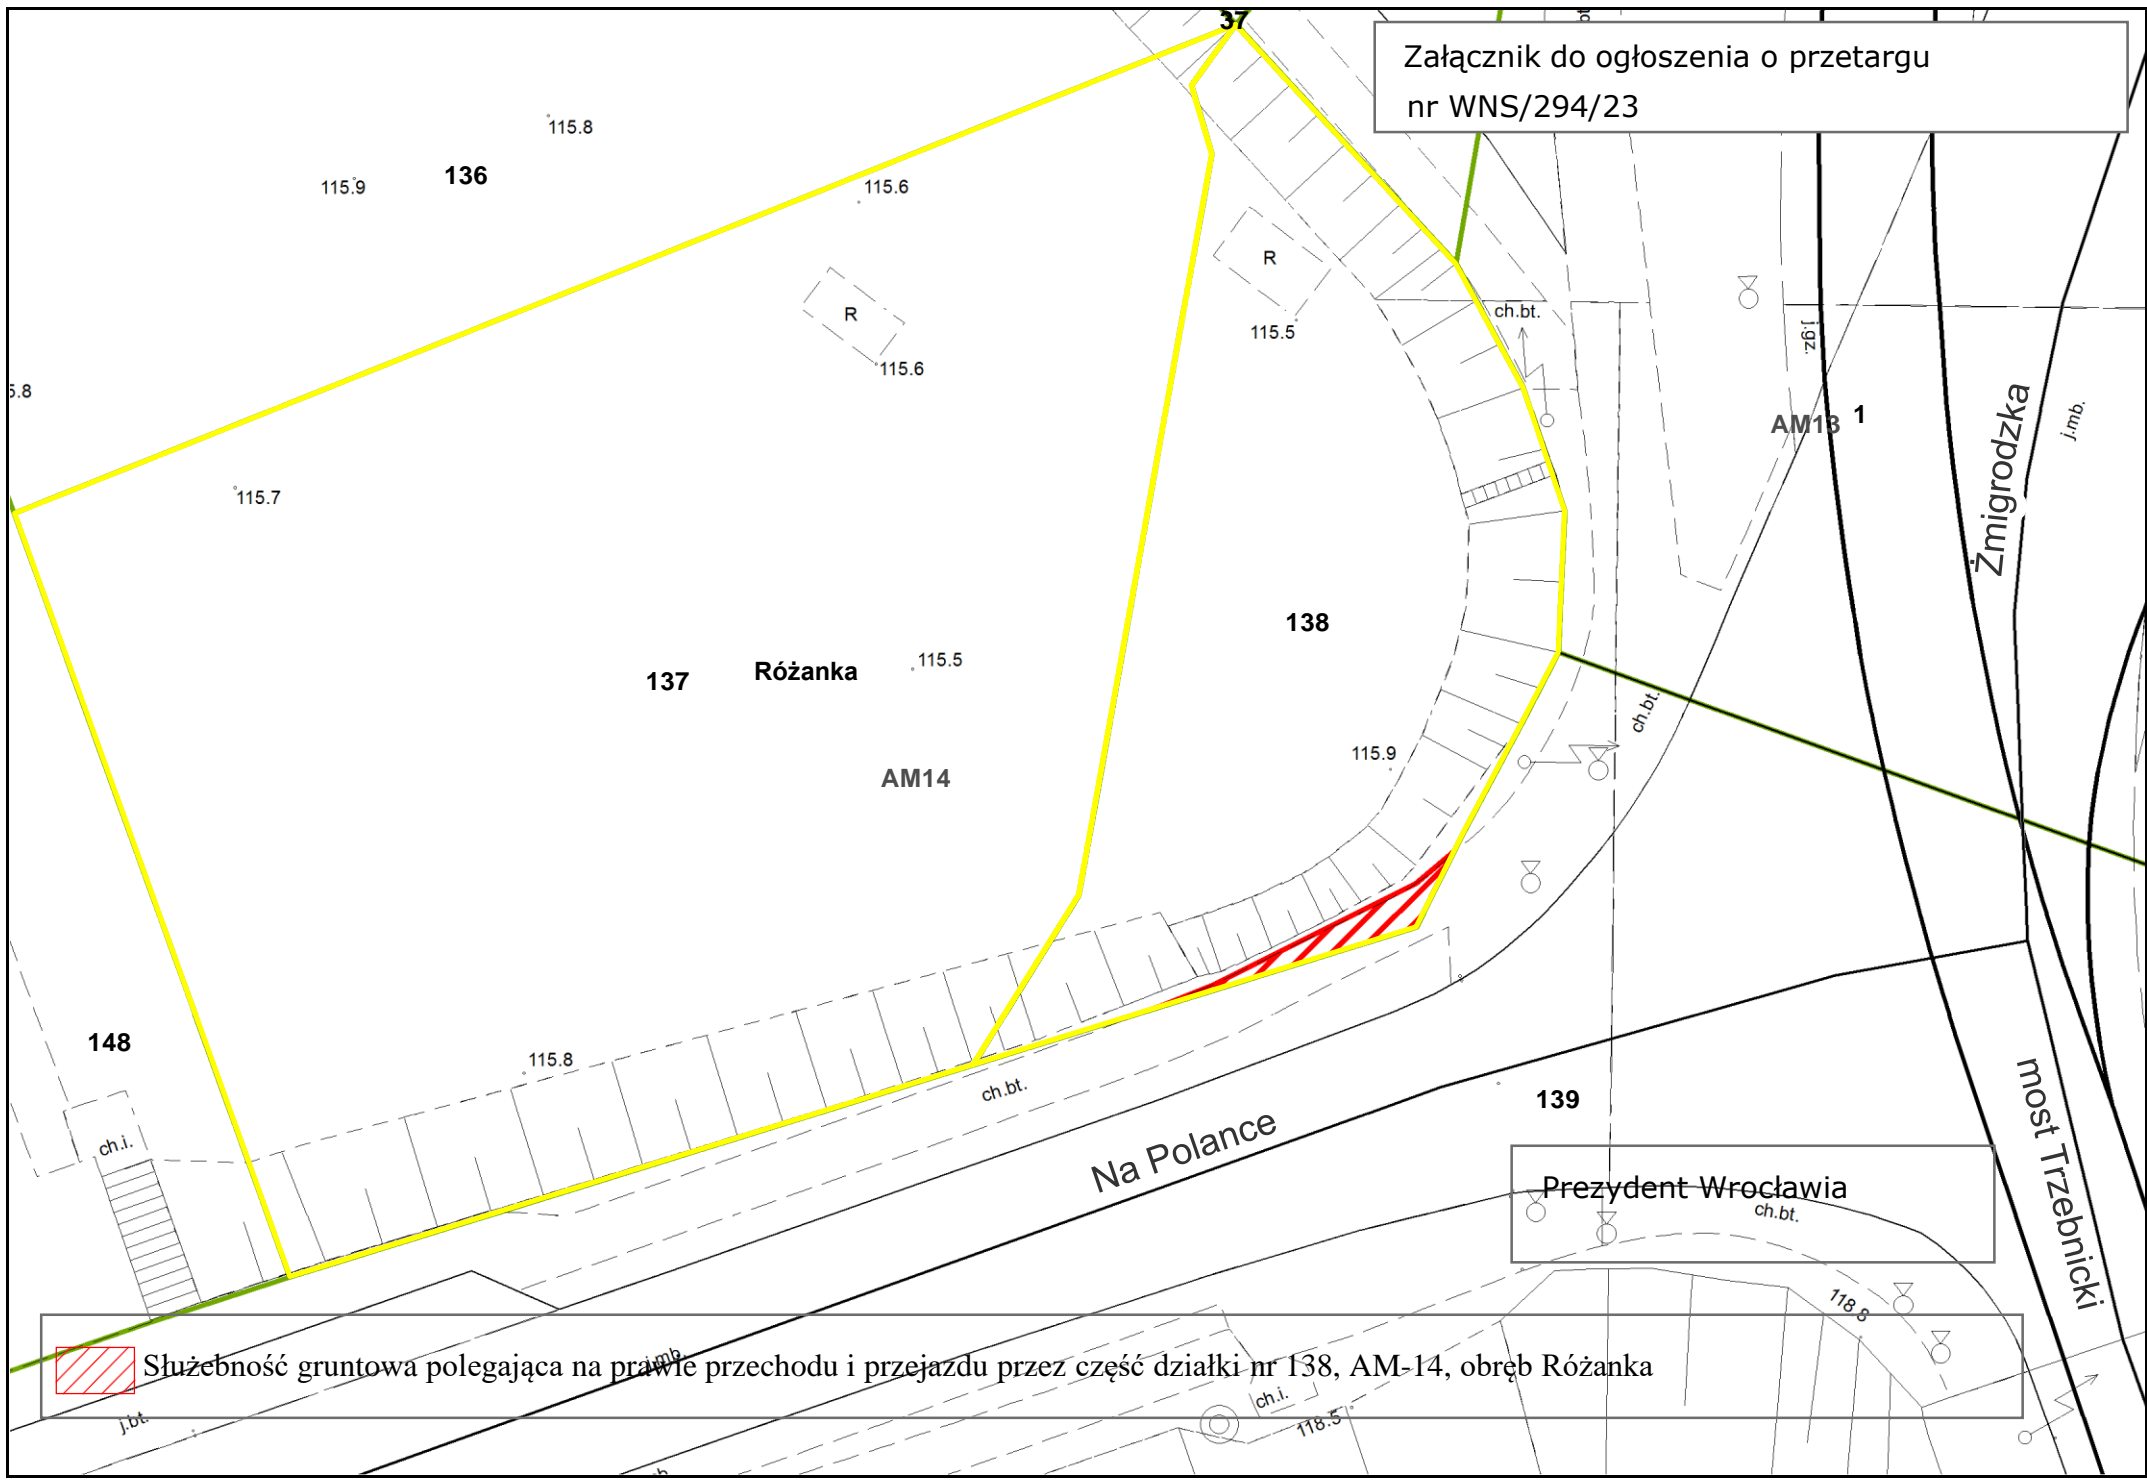 37
Załącznik do ogłoszenia o przetargu
nr WNS/294/23
115.8
136
115.9
115.6
R
R
ch.bt.
115.5
j.gz.
115.6
5.8
AM13
1
Żmigrodzka
j.mb.
115.7
138
137
Różanka
115.5
ch.bt.
115.9
AM14
148
115.8
ch.bt.
139
Na Polance
most Trzebnicki
ch.i.
Prezydent Wrocławia
ch.bt.
118.8
j.mb.
Służebność gruntowa polegająca na prawie przechodu i przejazdu przez część działki nr 138, AM-14, obręb Różanka
ch.i.
118.5
j.bt.